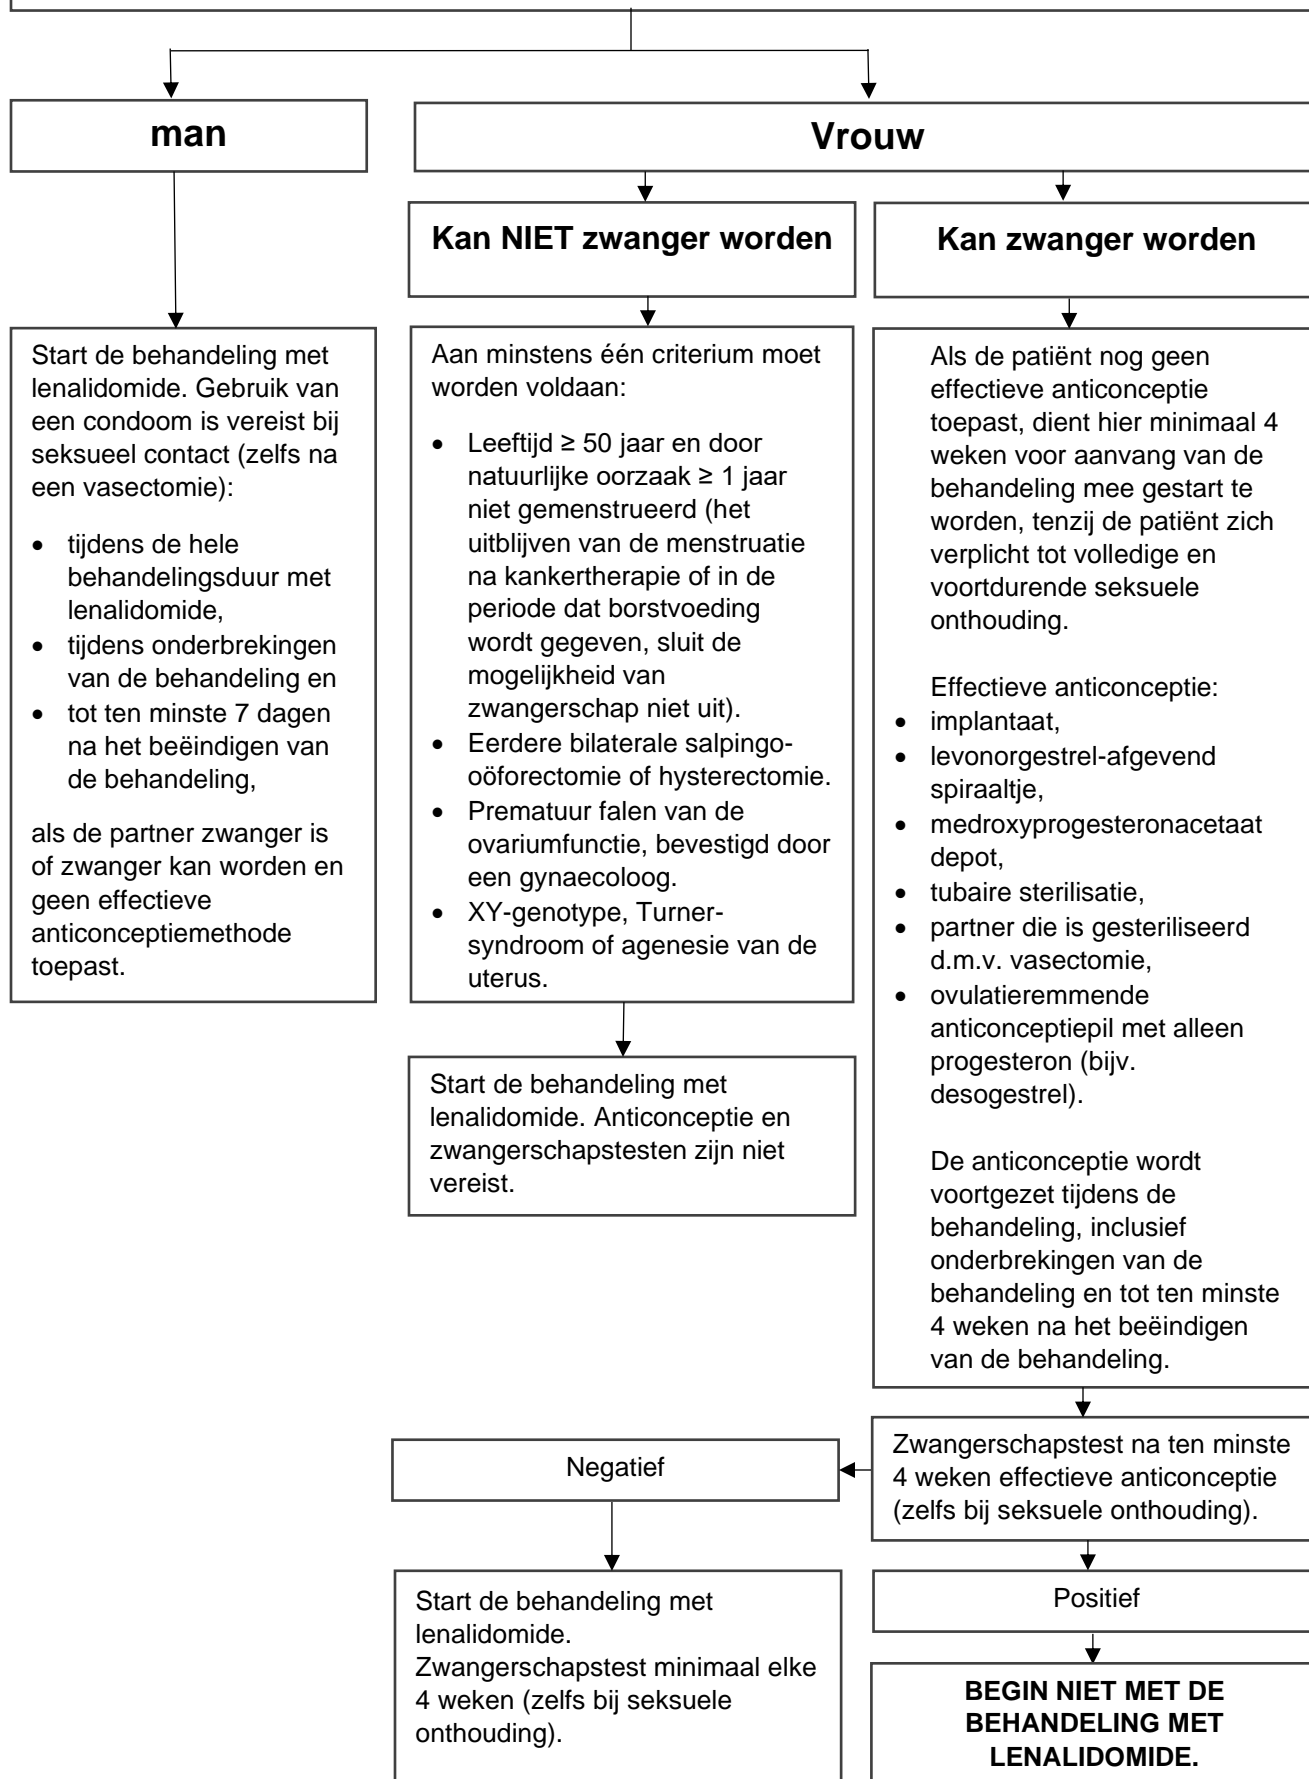 man
Vrouw
Kan NIET zwanger worden
Kan zwanger worden
Start de behandeling met
lenalidomide. Gebruik van
een condoom is vereist bij
seksueel contact (zelfs na
een vasectomie):
• tijdens de hele
behandelingsduur met
lenalidomide,
• tijdens onderbrekingen
van de behandeling en
• tot ten minste 7 dagen
na het beëindigen van
de behandeling,
als de partner zwanger is
of zwanger kan worden en
geen effectieve
anticonceptiemethode
toepast.
Aan minstens één criterium moet
worden voldaan:
• Leeftijd ≥ 50 jaar en door
natuurlijke oorzaak ≥ 1 jaar
niet gemenstrueerd (het
uitblijven van de menstruatie
na kankertherapie of in de
periode dat borstvoeding
wordt gegeven, sluit de
mogelijkheid van
zwangerschap niet uit).
• Eerdere bilaterale salpingo-
oöforectomie of hysterectomie.
• Prematuur falen van de
ovariumfunctie, bevestigd door
een gynaecoloog.
• XY-genotype, Turner-
syndroom of agenesie van de
uterus.
Start de behandeling met
lenalidomide. Anticonceptie en
zwangerschapstesten zijn niet
vereist.
Als de patiënt nog geen
effectieve anticonceptie
toepast, dient hier minimaal 4
weken voor aanvang van de
behandeling mee gestart te
worden, tenzij de patiënt zich
verplicht tot volledige en
voortdurende seksuele
onthouding.
Effectieve anticonceptie:
• implantaat,
• levonorgestrel-afgevend
spiraaltje,
• medroxyprogesteronacetaat
depot,
• tubaire sterilisatie,
• partner die is gesteriliseerd
d.m.v. vasectomie,
• ovulatieremmende
anticonceptiepil met alleen
progesteron (bijv.
desogestrel).
De anticonceptie wordt
voortgezet tijdens de
behandeling, inclusief
onderbrekingen van de
behandeling en tot ten minste
4 weken na het beëindigen
van de behandeling.
Zwangerschapstest na ten minste
4 weken effectieve anticonceptie
(zelfs bij seksuele onthouding).
Negatief
Start de behandeling met
lenalidomide.
Zwangerschapstest minimaal elke
4 weken (zelfs bij seksuele
onthouding).
Positief
BEGIN NIET MET DE
BEHANDELING MET
LENALIDOMIDE.